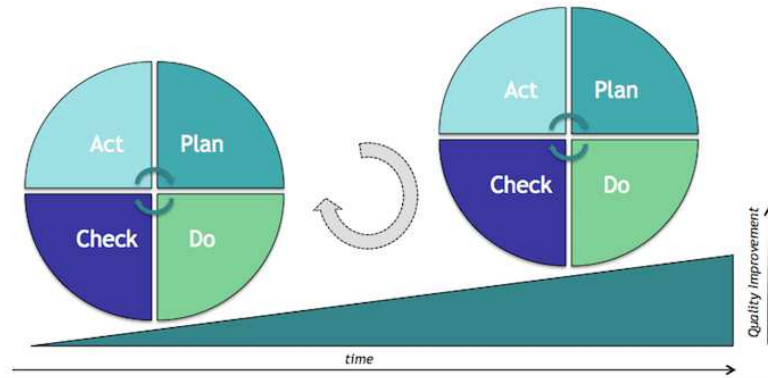 Act
Plan
Check
Do
Act
Plan
Check
Do
Quality Improvement
time